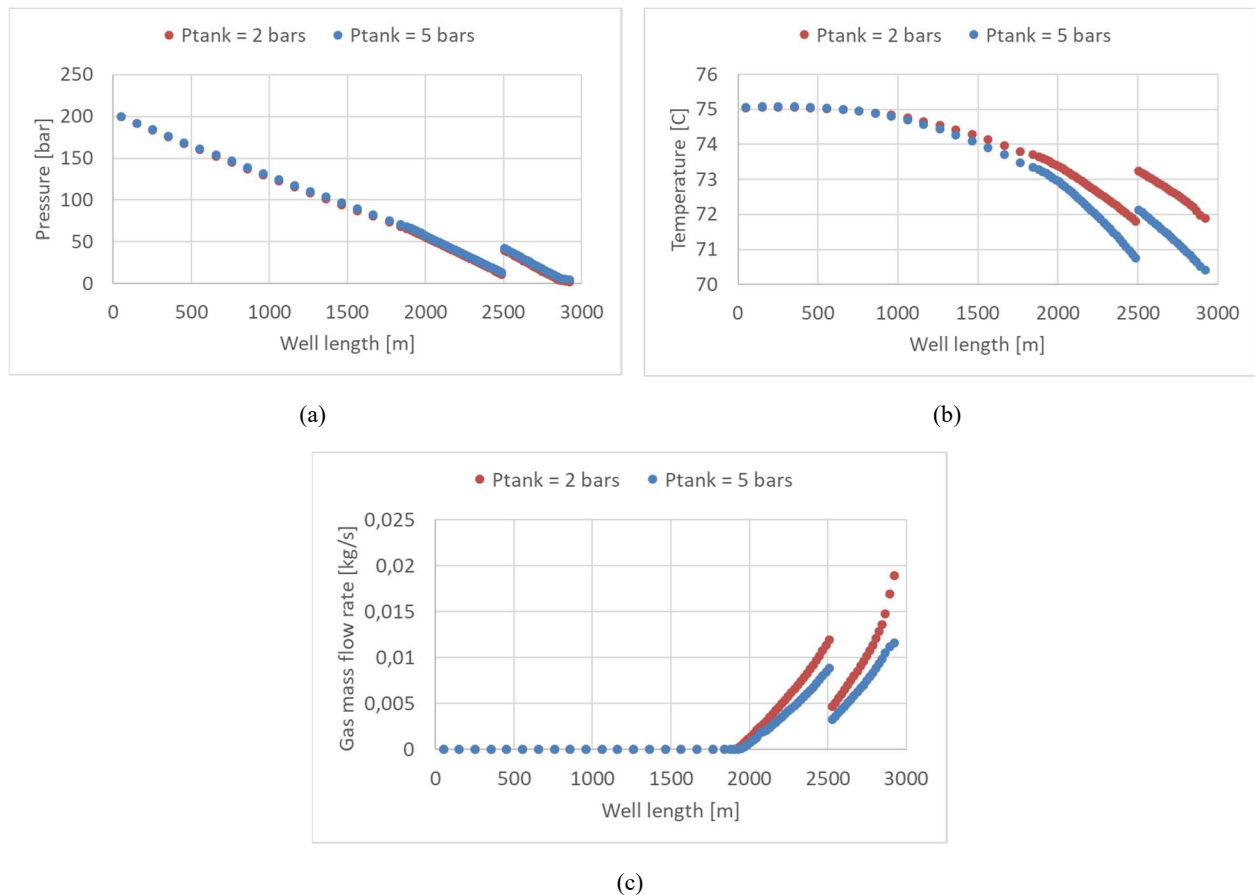 Ptank = 2 bars Ptank = 5 bars
250
200
150
100
50
0
Pressure [bar]
0 500 1000 1500 2000 2500 3000
Well length [m]
(a)
Ptank = 2 bars Ptank = 5 bars
76
75
74
73
72
71
70
Temperature [C]
0 500 1000 1500 2000 2500 3000
Well length [m]
(b)
Ptank = 2 bars Ptank = 5 bars
0,025
0,02
0,015
0,01
0,005
0
Gas mass flow rate [kg/s]
0 500 1000 1500 2000 2500 3000
Well length [m]
(c)